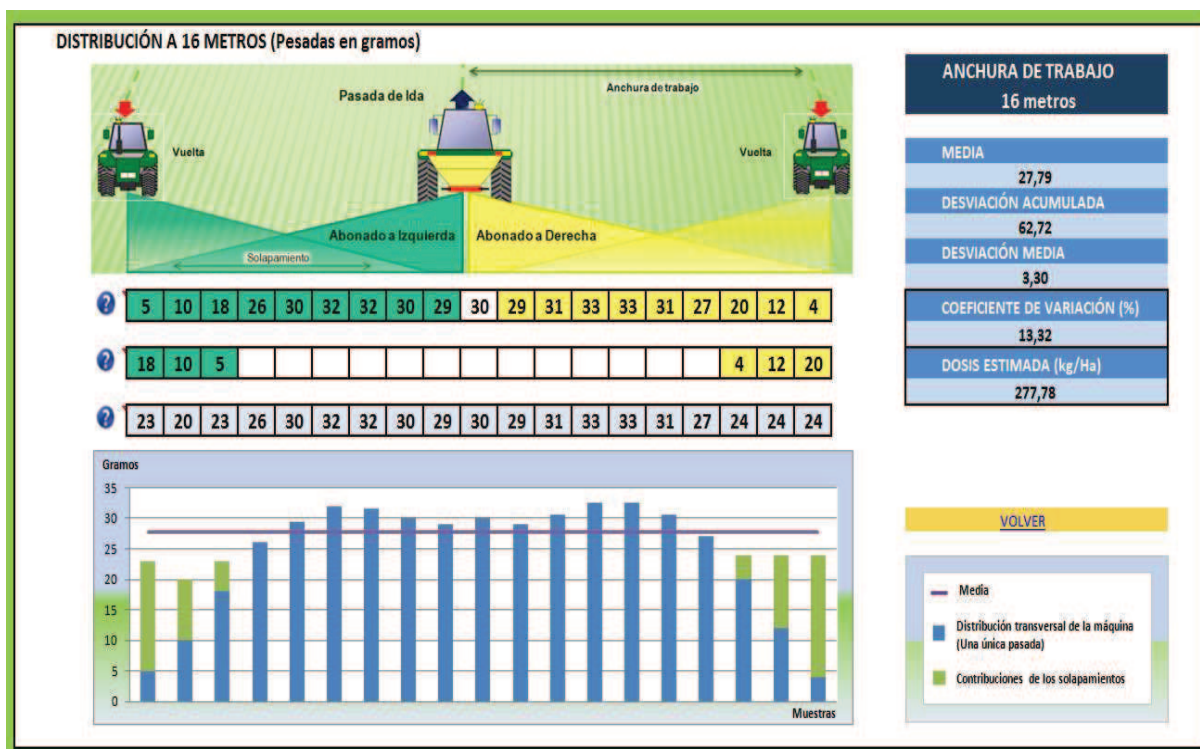 DISTRIBUCIÓN A 16 METROS (Pesadas en gramos)
Pasada de Ida
Anchura de trabajo
Vuelta
Vuelta
Abonado a Izquierda
Abonado a Derecha
Solapamiento
? 5 10 18 26 30 32 32 30 29 30 29 31 33 33 31 27 20 12 4
? 18 10 5 4 12 20
? 23 20 23 26 30 32 32 30 29 30 29 31 33 33 31 27 24 24 24
Gramos
35
30
25
20
15
10
5
0
Muestras
ANCHURA DE TRABAJO
16 metros
MEDIA
27,79
DESVIACIÓN ACUMULADA
62,72
DESVIACIÓN MEDIA
3,30
COEFICIENTE DE VARIACIÓN (%)
13,32
DOSIS ESTIMADA (kg/Ha)
277,78
VOLVER
Media
Distribución transversal de la máquina
(Una única pasada)
Contribuciones de los solapamientos